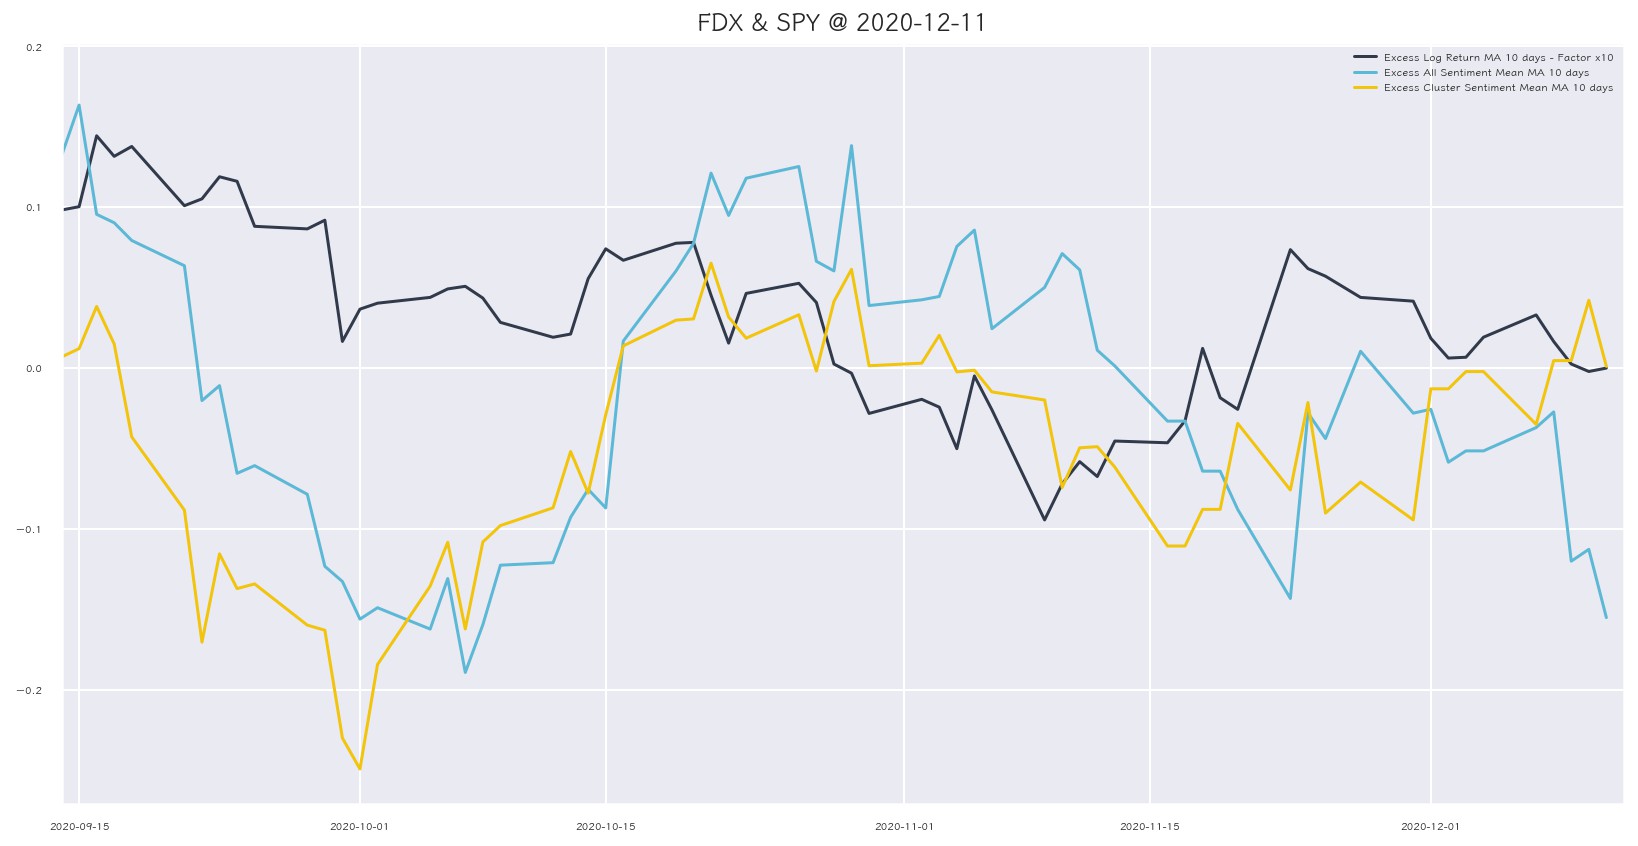 FDX & SPY @ 2020-12-11
Excess Log Return MA 10 days - Factor x10
Excess All Sentiment Mean MA 10 days
Excess Cluster Sentiment Mean MA 10 days
0.2
0.1
0.0
−0.1
−0.2
2020-09-15
2020-10-01
2020-10-15
2020-11-01
2020-11-15
2020-12-01